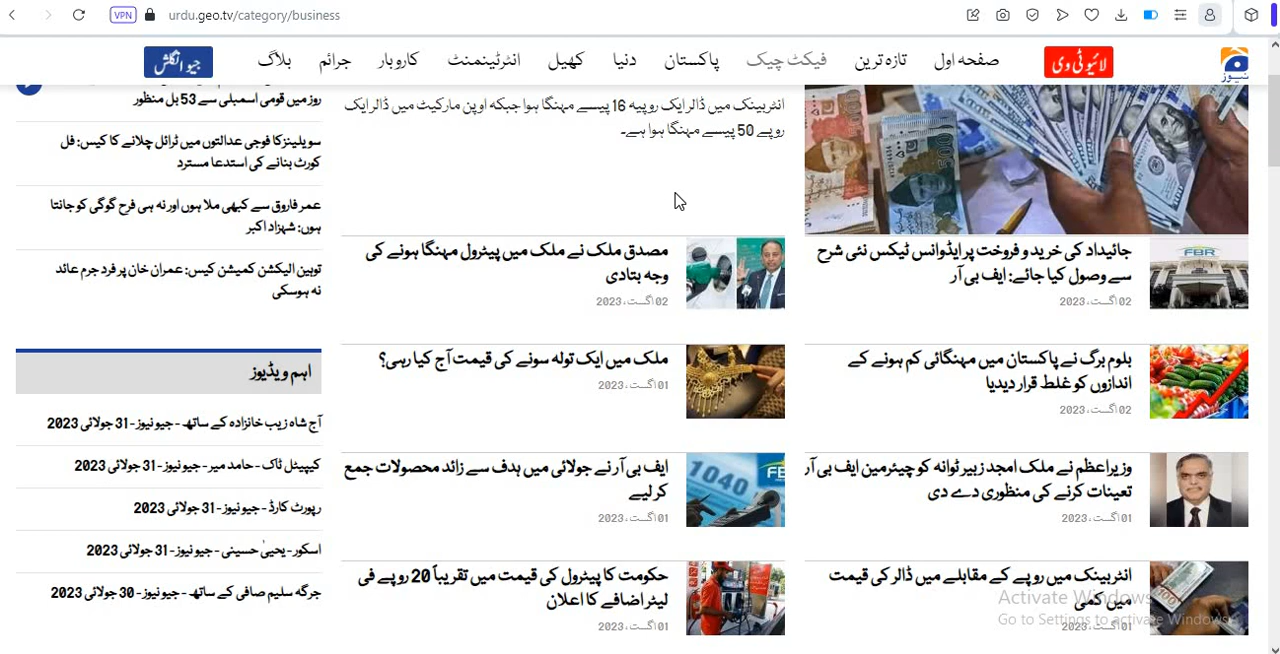 VPN
urdu.geo.tv/category/business
لائیو ٹی وی
صفحہ اول
تازہ ترین
فیکٹ چیک
پاکستان
دنیا
کھیل
انٹرٹینمنٹ
کاروبار
جرائم
بلاگ
جیو انگلش
نیوز
انٹربینک میں ڈالر ایک روپیہ 16 پیسے مہنگا ہوا جبکہ اوپن مارکیٹ میں ڈالر ایک
روپے 50 پیسے مہنگا ہوا ہے۔
جائیداد کی خرید و فروخت پر ایڈوانس ٹیکس نئی شرح
سے وصول کیا جائے: ایف بی آر
02 اگست ، 2023
FBR
مصدق ملک نے ملک میں پیٹرول مہنگا ہونے کی
وجہ بتادی
02 اگست ، 2023
بلوم برگ نے پاکستان میں مہنگائی کم ہونے کے
اندازوں کو غلط قرار دیدیا
02 اگست ، 2023
ملک میں ایک تولہ سونے کی قیمت آج کیا رہی؟
01 اگست ، 2023
وزیراعظم نے ملک امجد زبیر ٹوانہ کو چیئرمین ایف بی آر
تعینات کرنے کی منظوری دے دی
01 اگست ، 2023
ایف بی آر نے جولائی میں ہدف سے زائد محصولات جمع
کر لیے
01 اگست ، 2023
1040
FB
انٹربینک میں روپے کے مقابلے میں ڈالر کی قیمت
میں کمی
01 اگست ، 2023
حکومت کا پیٹرول کی قیمت میں تقریباً 20 روپے فی
لیٹر اضافے کا اعلان
01 اگست ، 2023
روز میں قومی اسمبلی سے 53 بل منظور
سویلینز کا فوجی عدالتوں میں ٹرائل چلانے کا کیس: فل
کورٹ بنانے کی استدعا مسترد
عمر فاروق سے کبھی ملا ہوں اور نہ ہی فرح گوگی کو جانتا
ہوں: شہزاد اکبر
توہین الیکشن کمیشن کیس: عمران خان پر فرد جرم عائد
نہ ہوسکی
اہم ویڈیوز
آج شاہ زیب خانزادہ کے ساتھ - جیو نیوز - 31 جولائی 2023
کیپیٹل ٹاک - حامد میر - جیو نیوز - 31 جولائی 2023
رپورٹ کارڈ - جیو نیوز - 31 جولائی 2023
اسکور - یحییٰ حسینی - جیو نیوز - 31 جولائی 2023
جرگہ سلیم صافی کے ساتھ - جیو نیوز - 30 جولائی 2023
Activate Windows
Go to Settings to activate Windows.